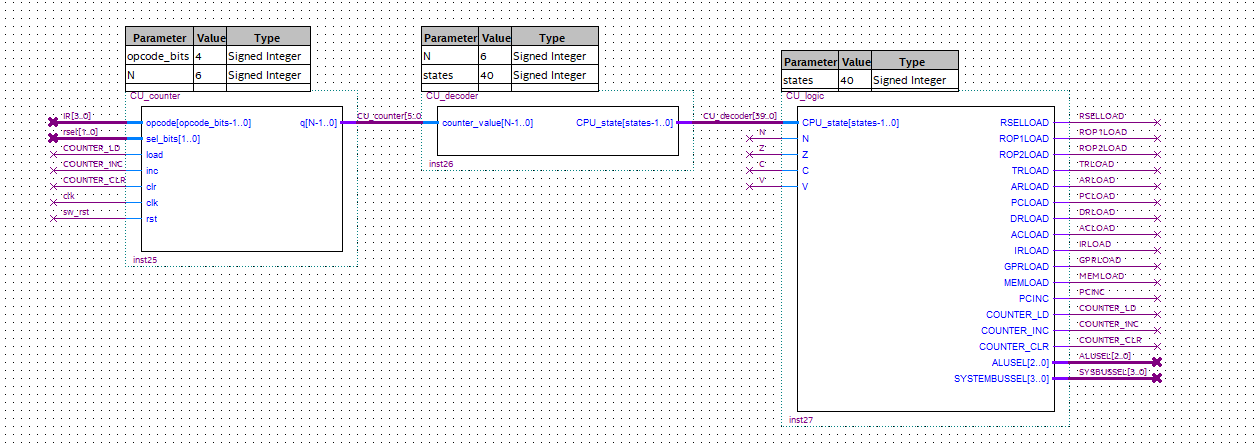 Parameter Value Type
opcode_bits 4 Signed Integer
N 6 Signed Integer
CU_counter
IR[3..0]
rsel[1..0]
COUNTER_LD
COUNTER_INC
COUNTER_CLR
clk
sw_rst
opcode[opcode_bits-1..0] q[N-1..0]
sel_bits[1..0]
load
inc
clr
clk
rst
inst25
Parameter Value Type
N 6 Signed Integer
states 40 Signed Integer
CU_decoder
CU_counter[5:0
counter_value[N-1..0] CPU_state[states-1..0]
inst26
Parameter Value Type
states 40 Signed Integer
CU_logic
CU_decoder[39..0]
N
Z
C
V
CPU_state[states-1..0]
N
Z
C
V
RSELLOAD RSELLOAD
ROP1LOAD ROP1LOAD
ROP2LOAD ROP2LOAD
TRLOAD TRLOAD
ARLOAD ARLOAD
PCLOAD PCLOAD
DRLOAD DRLOAD
ACLOAD ACLOAD
IRLOAD IRLOAD
GPRLOAD GPRLOAD
MEMLOAD MEMLOAD
PCINC PCINC
COUNTER_LD COUNTER_LD
COUNTER_INC COUNTER_INC
COUNTER_CLR COUNTER_CLR
ALUSEL[2..0] ALUSEL[2..0]
SYSTEMBUSSEL[3..0] SYSBUSSEL[3..0]
inst27